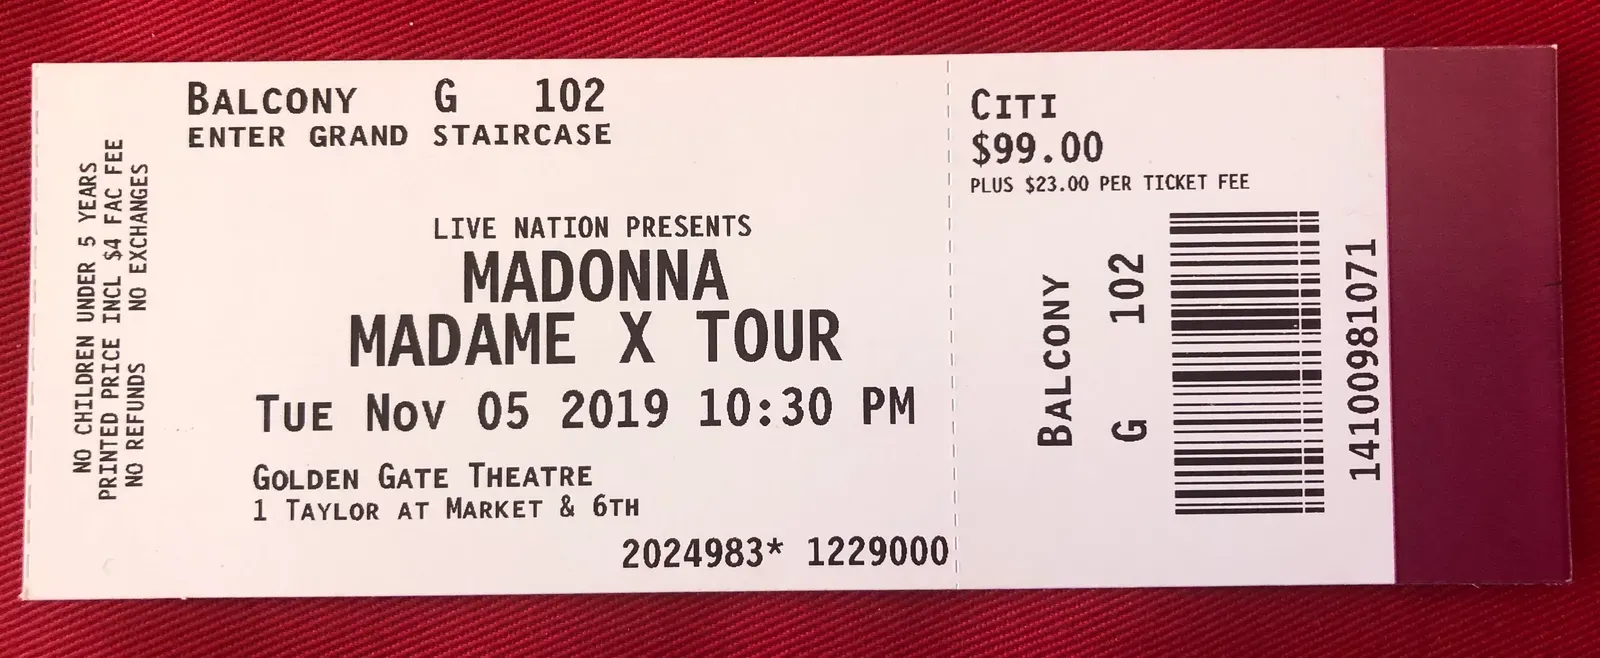 BALCONY G 102
ENTER GRAND STAIRCASE
NO CHILDREN UNDER 5 YEARS
PRINTED PRICE INCL $4 FAC FEE
NO REFUNDS NO EXCHANGES
LIVE NATION PRESENTS
MADONNA
MADAME X TOUR
TUE NOV 05 2019 10:30 PM
GOLDEN GATE THEATRE
1 TAYLOR AT MARKET & 6TH
2024983* 1229000
CITI
$99.00
PLUS $23.00 PER TICKET FEE
BALCONY
G 102
14100981071